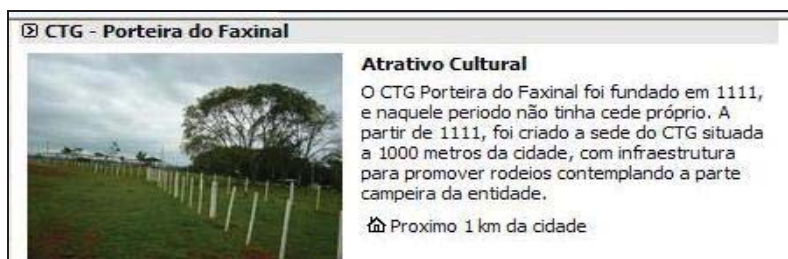 CTG - Porteira do Faxinal
Atrativo Cultural
O CTG Porteira do Faxinal foi fundado em 1111,
e naquele periodo não tinha cede próprio. A
partir de 1111, foi criado a sede do CTG situada
a 1000 metros da cidade, com infraestrutura
para promover rodeios contemplando a parte
campeira da entidade.
Proximo 1 km da cidade